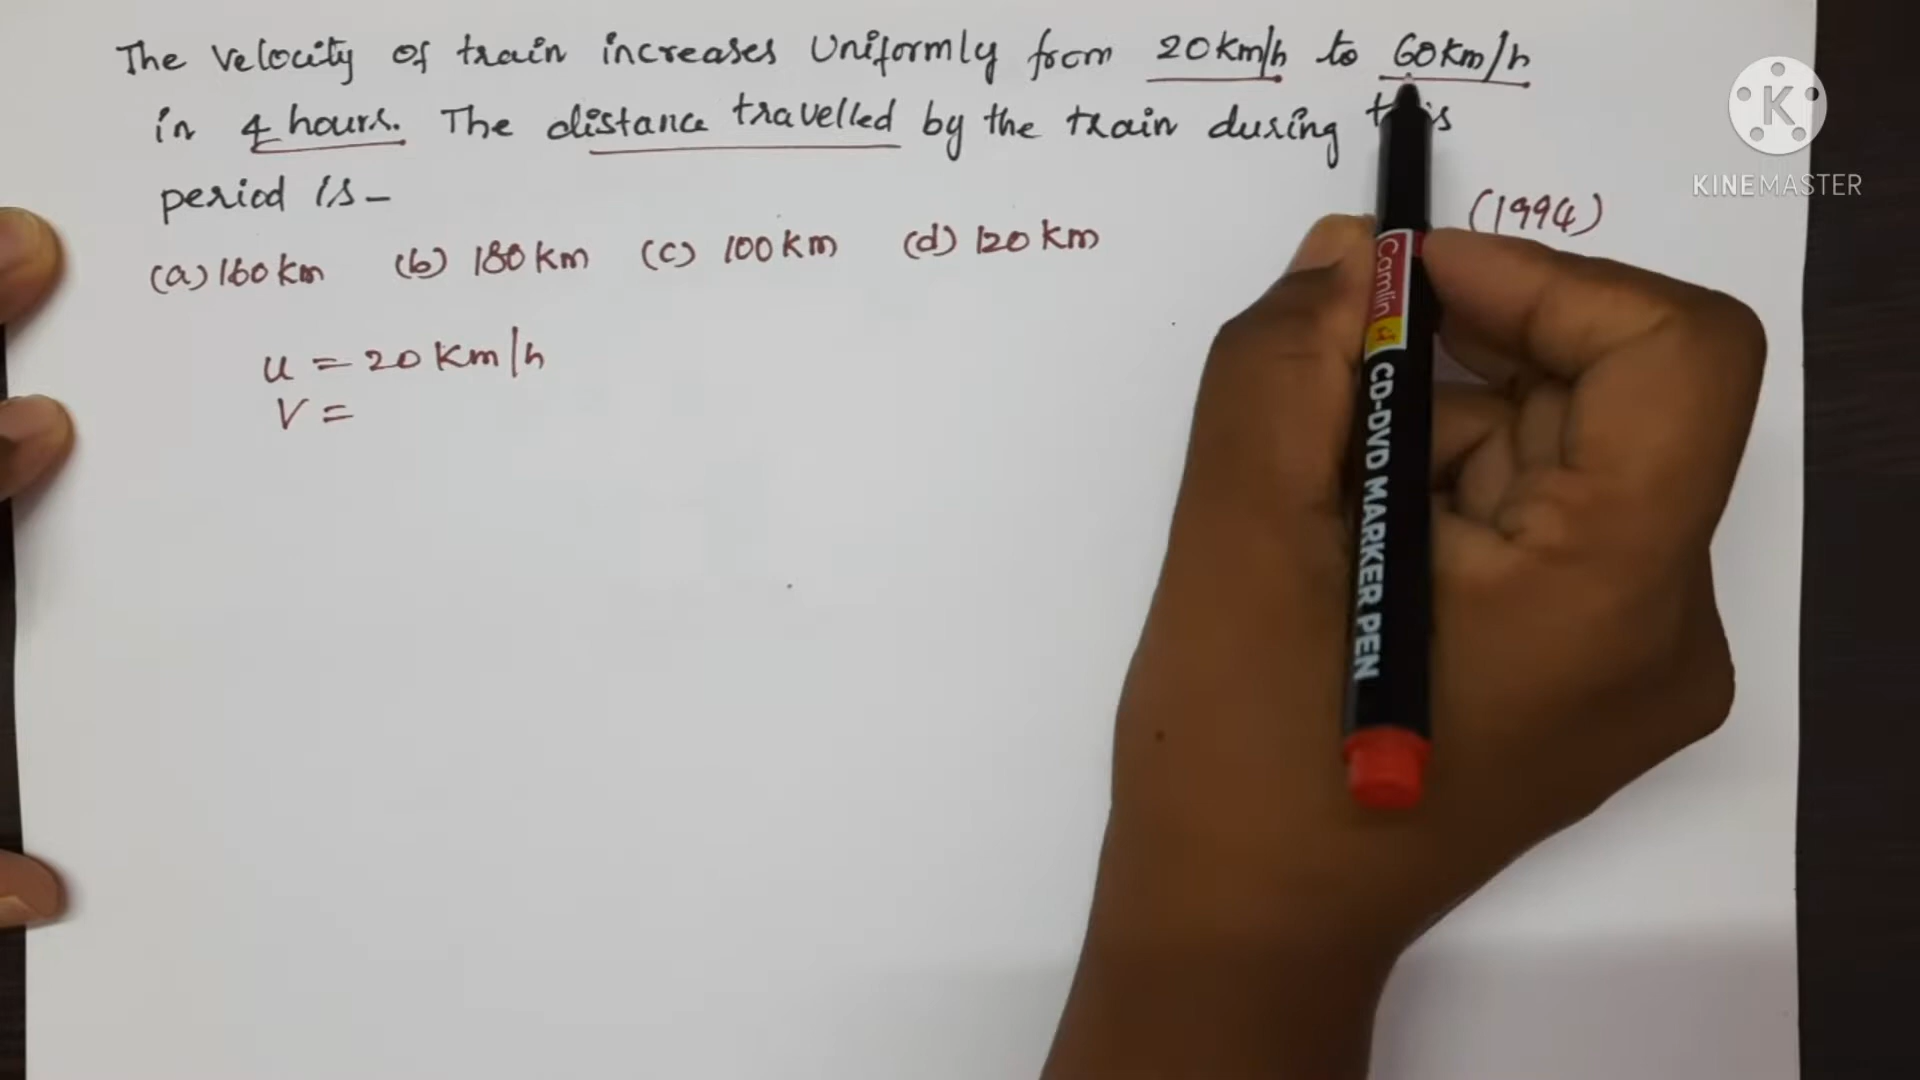 The velocity of train increases Uniformly from 20km/h to 60km/h
in 4 hours. The distance travelled by the train during
period is-
(1994)
(a) 160 km (b) 180 km (c) 100 km (d) 120 km
u = 20 Km/h
V =
K
KINEMASTER
Camlin
CD-DVD MARKER PEN